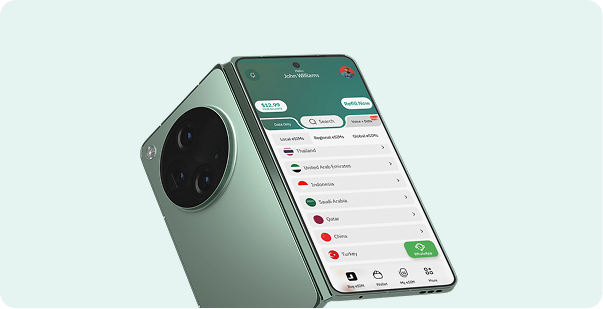 John Williams
$12.99
Refill Now
Data Only
Search
Voice + Data
Local eSIMs
Regional eSIMs
Global eSIMs
Thailand
United Arab Emirates
Indonesia
Saudi Arabia
Qatar
China
Turkey
WhatsApp
Buy eSIM
Wallet
My eSIM
More